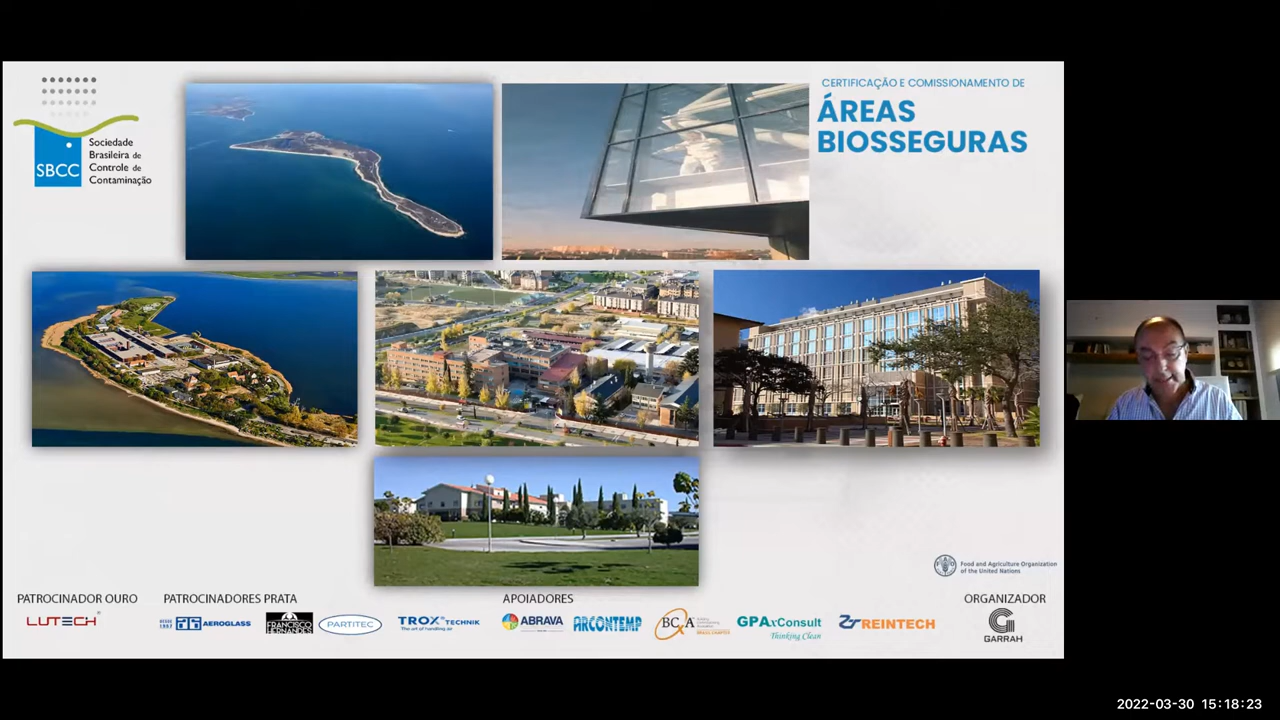 SBCC
Sociedade
Brasileira de
Controle de
Contaminação
CERTIFICAÇÃO E COMISSIONAMENTO DE
ÁREAS
BIOSSEGURAS
Food and Agriculture Organization
of the United Nations
PATROCINADOR OURO
LUTECH
PATROCINADORES PRATA
AEROGLASS
FRANCISCO
HERNANDES
PARTITEC
TROX TECHNIK
The art of handling air
APOIADORES
ABRAVA
ARCONTEMP
BCA
GPAxConsult
Thinking Clean
REINTECH
ORGANIZADOR
GARRAH
2022-03-30 15:18:23